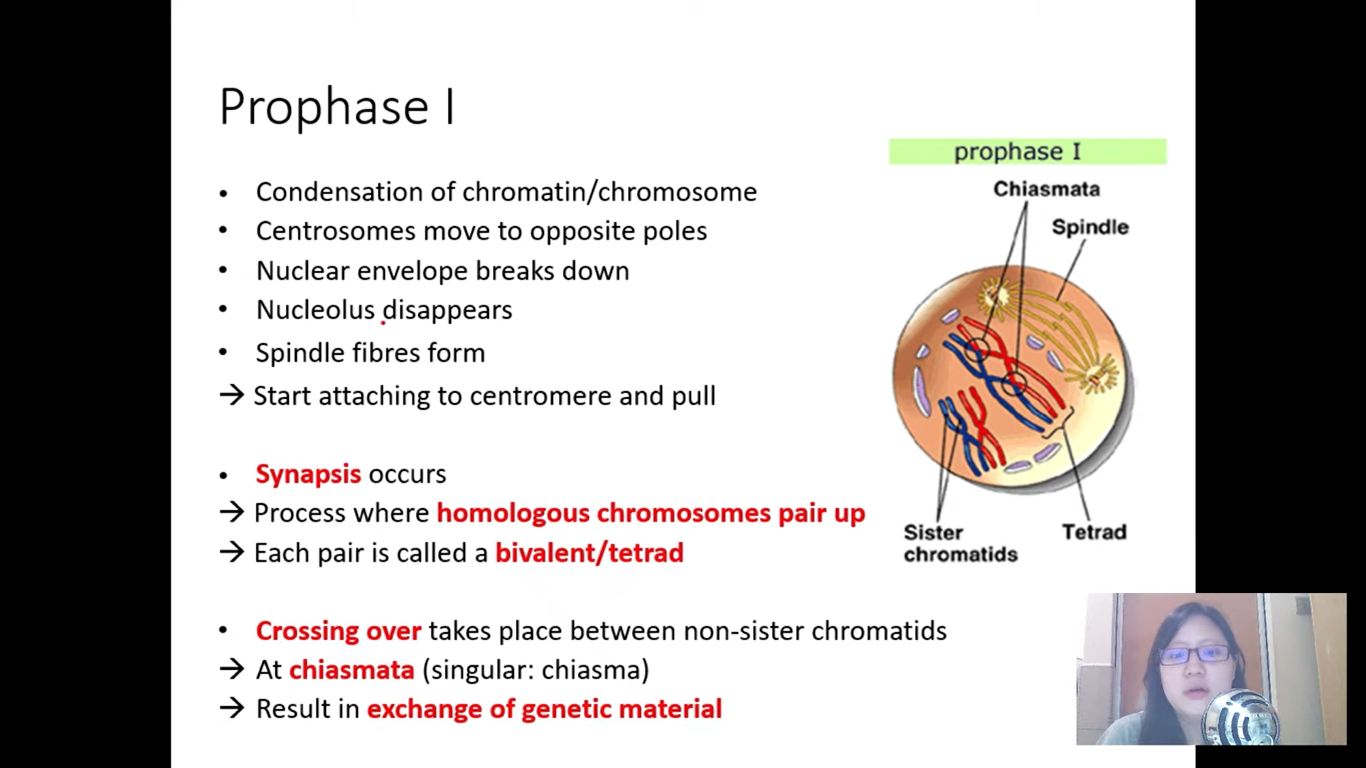 Prophase I
• Condensation of chromatin/chromosome
• Centrosomes move to opposite poles
• Nuclear envelope breaks down
• Nucleolus disappears
• Spindle fibres form
→ Start attaching to centromere and pull
• Synapsis occurs
→ Process where homologous chromosomes pair up
→ Each pair is called a bivalent/tetrad
• Crossing over takes place between non-sister chromatids
→ At chiasmata (singular: chiasma)
→ Result in exchange of genetic material
prophase I
Chiasmata
Spindle
Sister
chromatids
Tetrad